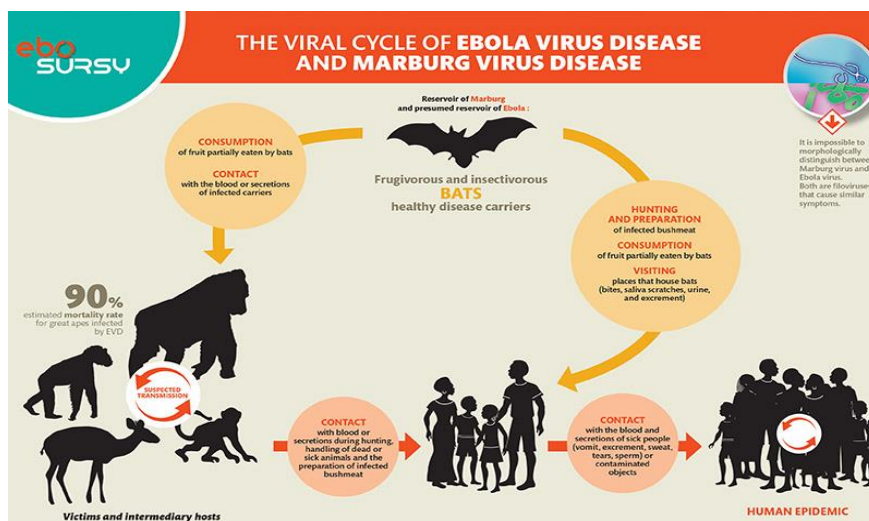 ebo
SURSY
THE VIRAL CYCLE OF EBOLA VIRUS DISEASE
AND MARBURG VIRUS DISEASE
Reservoir of Marburg
and presumed reservoir of Ebola :
Frugivorous and insectivorous
BATS
healthy disease carriers
It is impossible to
morphologically
distinguish between
Marburg virus and
Ebola virus.
Both are filoviruses
that cause similar
symptoms.
CONSUMPTION
of fruit partially eaten by bats
CONTACT
with the blood or secretions
of infected carriers
HUNTING
AND PREPARATION
of infected bushmeat
CONSUMPTION
of fruit partially eaten by bats
VISITING
places that house bats
(bites, saliva scratches, urine,
and excrement)
90%
estimated mortality rate
for great apes infected
by EVD
SUSPECTED
TRANSMISSION
CONTACT
with blood or
secretions during hunting,
handling of dead or
sick animals and the
preparation of infected
bushmeat
CONTACT
with the blood and
secretions of sick people
(vomit, excrement, sweat,
tears, sperm) or
contaminated
objects
Victims and intermediary hosts
HUMAN EPIDEMIC